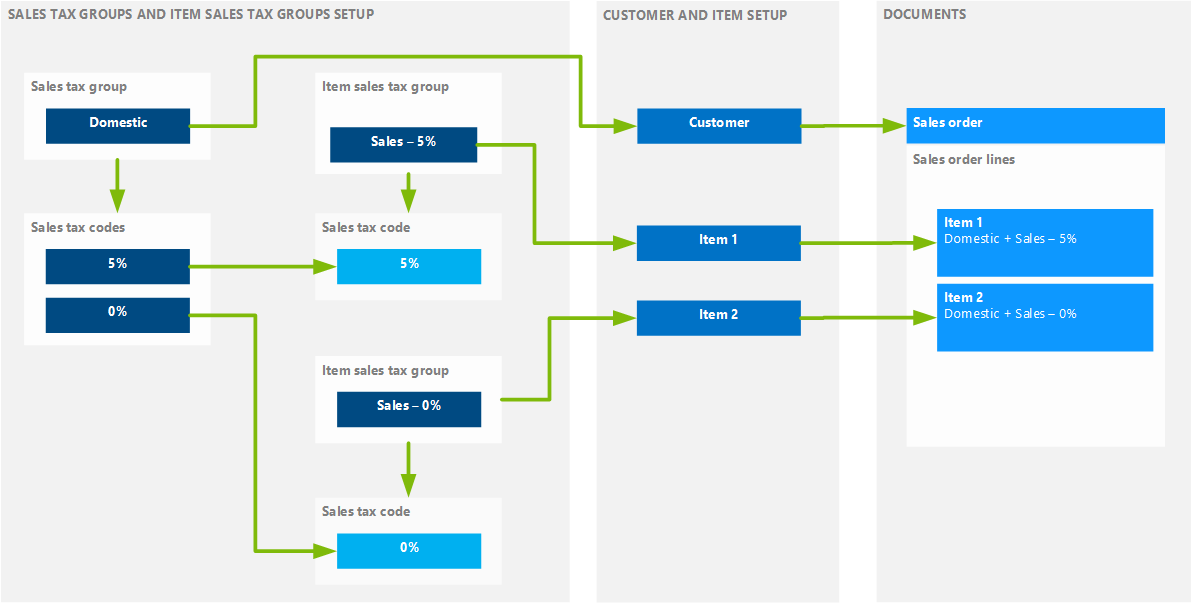 SALES TAX GROUPS AND ITEM SALES TAX GROUPS SETUP
Sales tax group
Domestic
Sales tax codes
5%
0%
Item sales tax group
Sales – 5%
Sales tax code
5%
Item sales tax group
Sales – 0%
Sales tax code
0%
CUSTOMER AND ITEM SETUP
Customer
Item 1
Item 2
DOCUMENTS
Sales order
Sales order lines
Item 1
Domestic + Sales – 5%
Item 2
Domestic + Sales – 0%